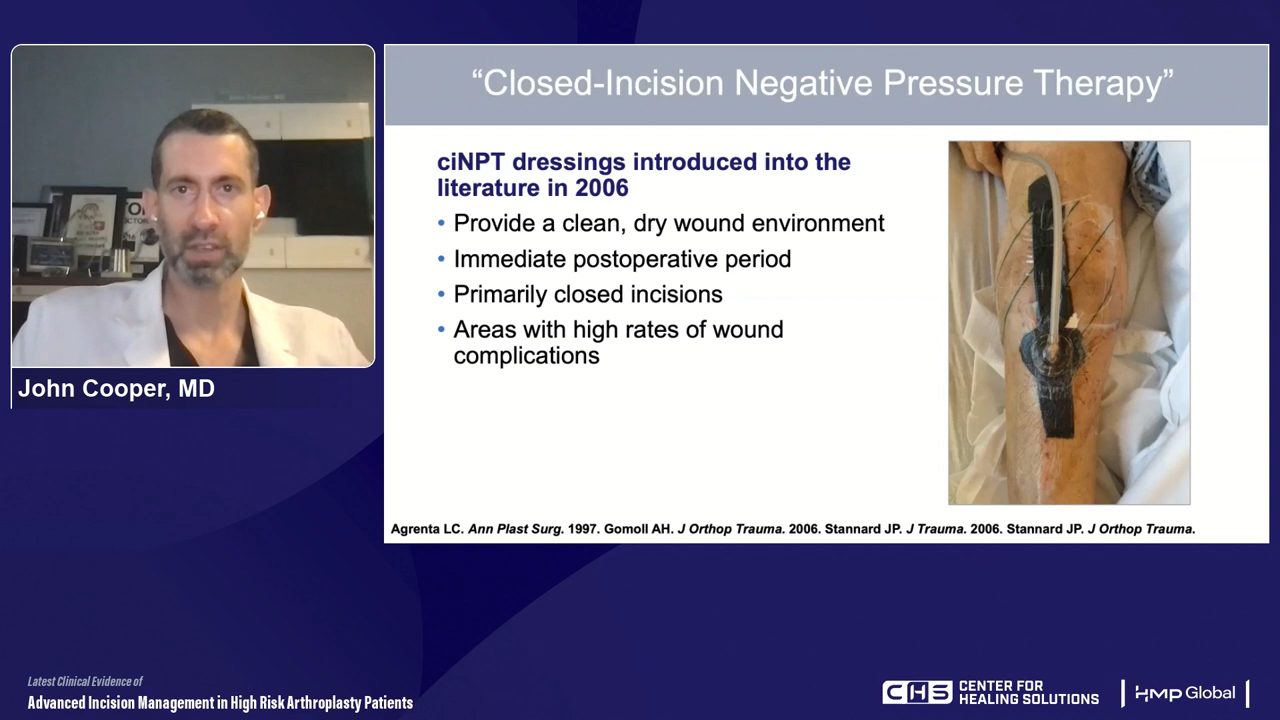 “Closed-Incision Negative Pressure Therapy”
ciNPT dressings introduced into the
literature in 2006
• Provide a clean, dry wound environment
• Immediate postoperative period
• Primarily closed incisions
• Areas with high rates of wound
complications
Agrenta LC. Ann Plast Surg. 1997. Gomoll AH. J Orthop Trauma. 2006. Stannard JP. J Trauma. 2006. Stannard JP. J Orthop Trauma.
John Cooper, MD
Latest Clinical Evidence of
Advanced Incision Management in High Risk Arthroplasty Patients
CHS CENTER FOR
HEALING SOLUTIONS
HMP Global